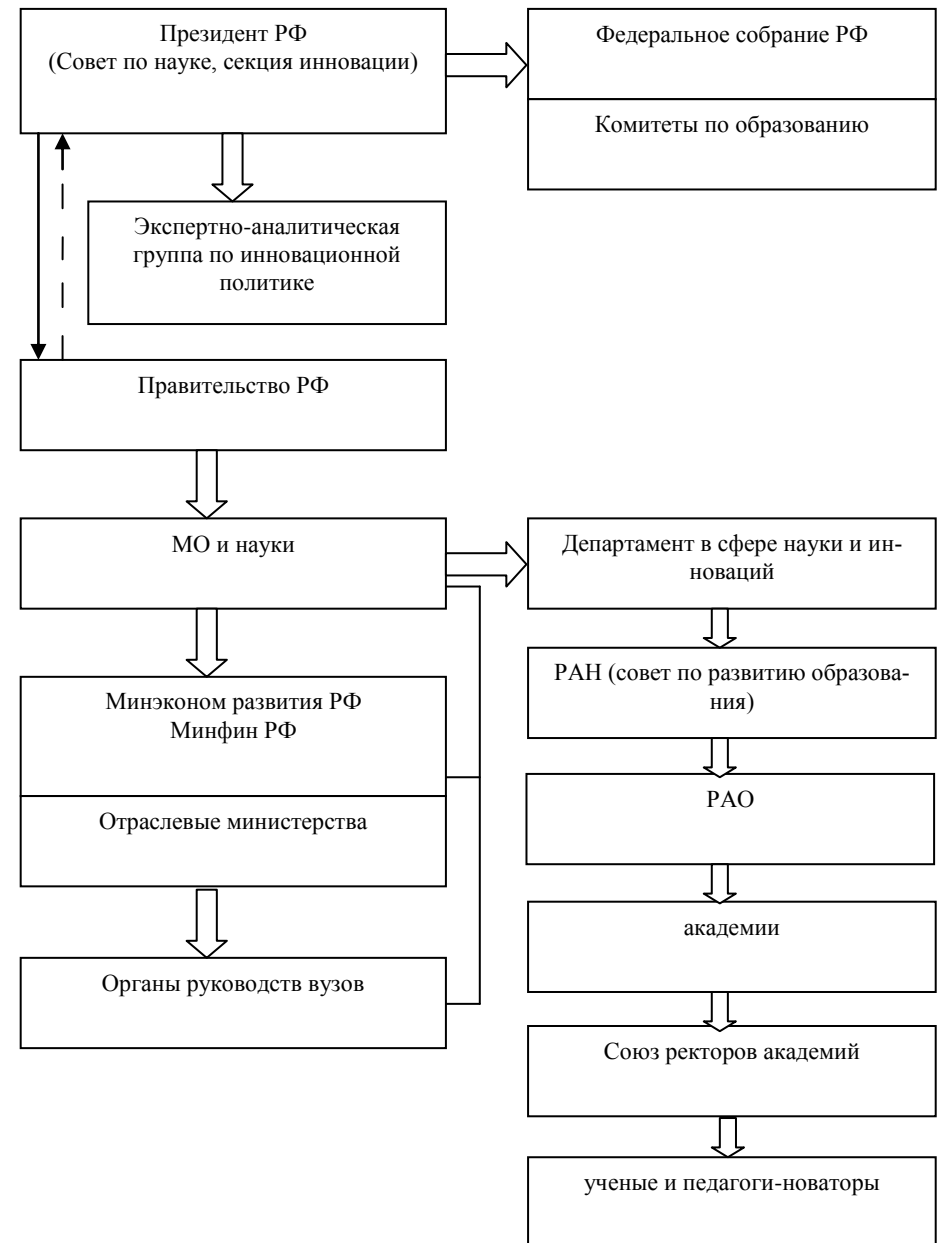 Президент РФ
(Совет по науке, секция инновации)
Федеральное собрание РФ
Комитеты по образованию
Экспертно-аналитическая
группа по инновационной
политике
Правительство РФ
МО и науки
Департамент в сфере науки и ин-
новаций
РАН (совет по развитию образова-
ния)
Минэконом развития РФ
Минфин РФ
РАО
Отраслевые министерства
академии
Органы руководств вузов
Союз ректоров академий
ученые и педагоги-новаторы